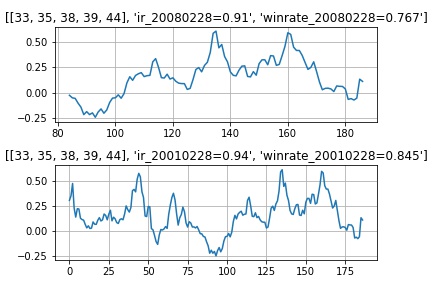 [[33, 35, 38, 39, 44], 'ir_20080228=0.91', 'winrate_20080228=0.767']
0.50
0.25
0.00
−0.25
80 100 120 140 160 180
[[33, 35, 38, 39, 44], 'ir_20010228=0.94', 'winrate_20010228=0.845']
0.50
0.25
0.00
−0.25
0 25 50 75 100 125 150 175